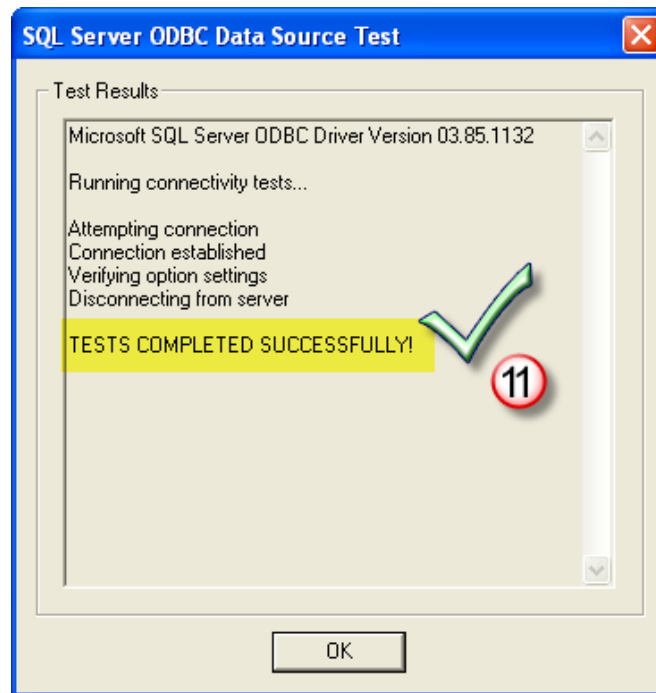 SQL Server ODBC Data Source Test
Test Results
Microsoft SQL Server ODBC Driver Version 03.85.1132
Running connectivity tests...
Attempting connection
Connection established
Verifying option settings
Disconnecting from server
TESTS COMPLETED SUCCESSFULLY!
11
OK